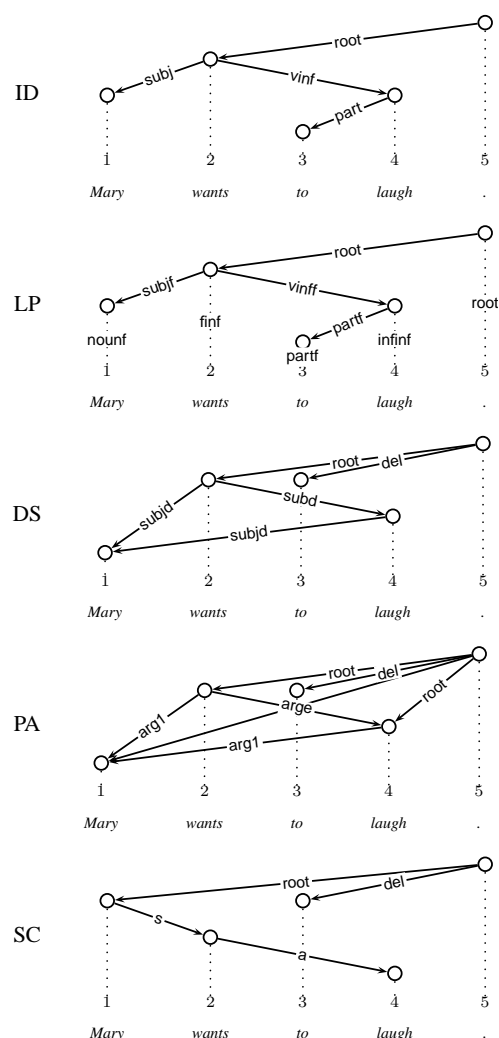 root
subj
vinf
ID
part
1 2 3 4 5
Mary wants to laugh .
root
subjf
vinff
LP
root
partf
finf
nounf
infinf
partf
1 2 3 4 5
Mary wants to laugh .
root
del
subd
DS
subjd
subjd
1 2 3 4 5
Mary wants to laugh .
root
del
root
arge
PA
arg1
arg1
1 2 3 4 5
Mary wants to laugh .
root
del
s
SC
a
1 2 3 4 5
Mary wants to laugh .